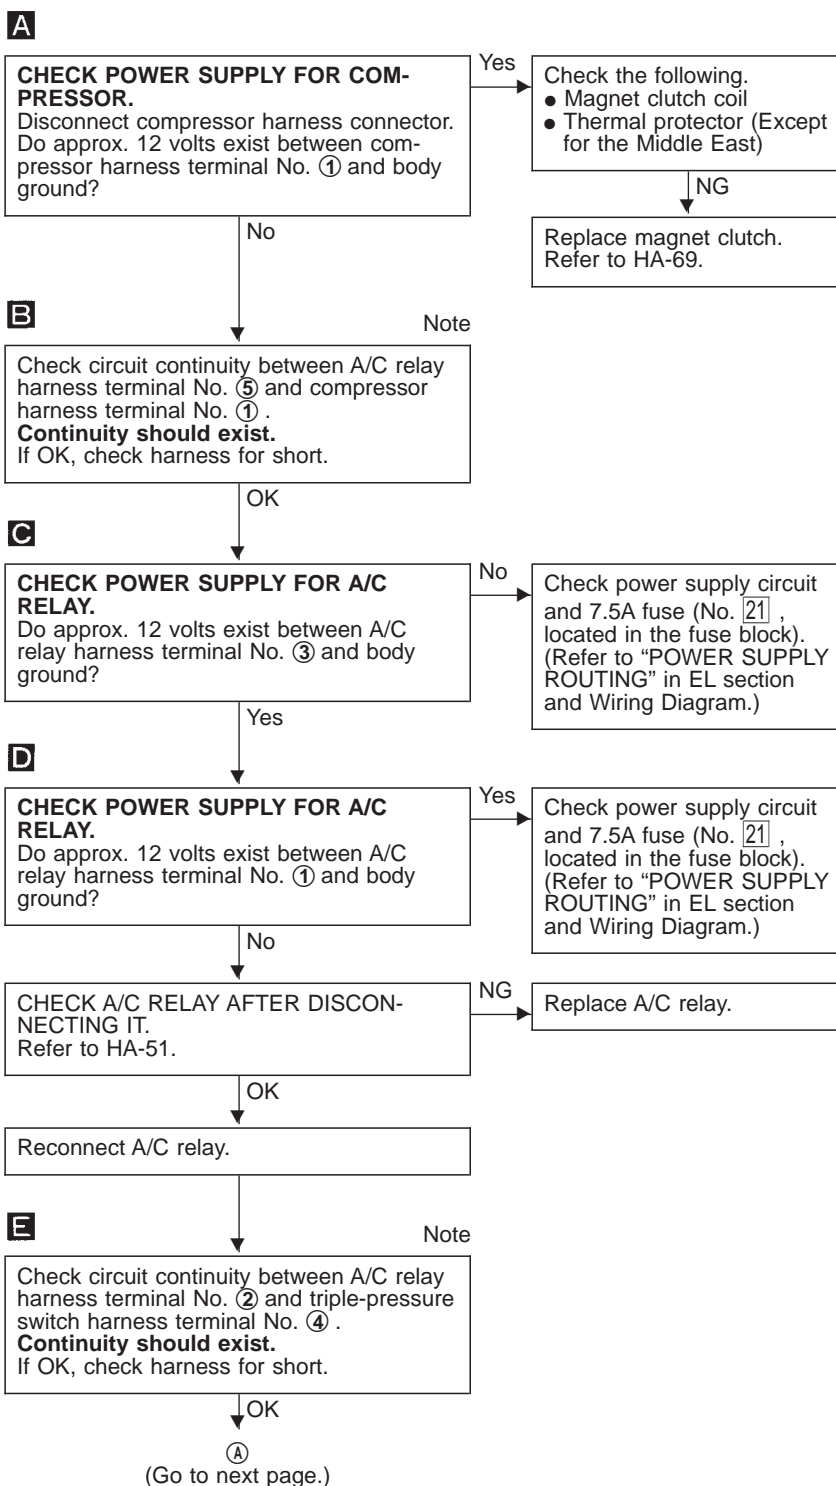 A
CHECK POWER SUPPLY FOR COM-
PRESSOR.
Disconnect compressor harness connector.
Do approx. 12 volts exist between com-
pressor harness terminal No. ① and body
ground?
Yes
Check the following.
● Magnet clutch coil
● Thermal protector (Except
for the Middle East)
NG
Replace magnet clutch.
Refer to HA-69.
No
B
Note
Check circuit continuity between A/C relay
harness terminal No. ⑤ and compressor
harness terminal No. ① .
Continuity should exist.
If OK, check harness for short.
OK
C
CHECK POWER SUPPLY FOR A/C
RELAY.
Do approx. 12 volts exist between A/C
relay harness terminal No. ③ and body
ground?
No
Check power supply circuit
and 7.5A fuse (No. 21 ,
located in the fuse block).
(Refer to “POWER SUPPLY
ROUTING” in EL section
and Wiring Diagram.)
Yes
D
CHECK POWER SUPPLY FOR A/C
RELAY.
Do approx. 12 volts exist between A/C
relay harness terminal No. ① and body
ground?
Yes
Check power supply circuit
and 7.5A fuse (No. 21 ,
located in the fuse block).
(Refer to “POWER SUPPLY
ROUTING” in EL section
and Wiring Diagram.)
No
CHECK A/C RELAY AFTER DISCON-
NECTING IT.
Refer to HA-51.
NG
Replace A/C relay.
OK
Reconnect A/C relay.
E
Note
Check circuit continuity between A/C relay
harness terminal No. ② and triple-pressure
switch harness terminal No. ④ .
Continuity should exist.
If OK, check harness for short.
OK
Ⓐ
(Go to next page.)